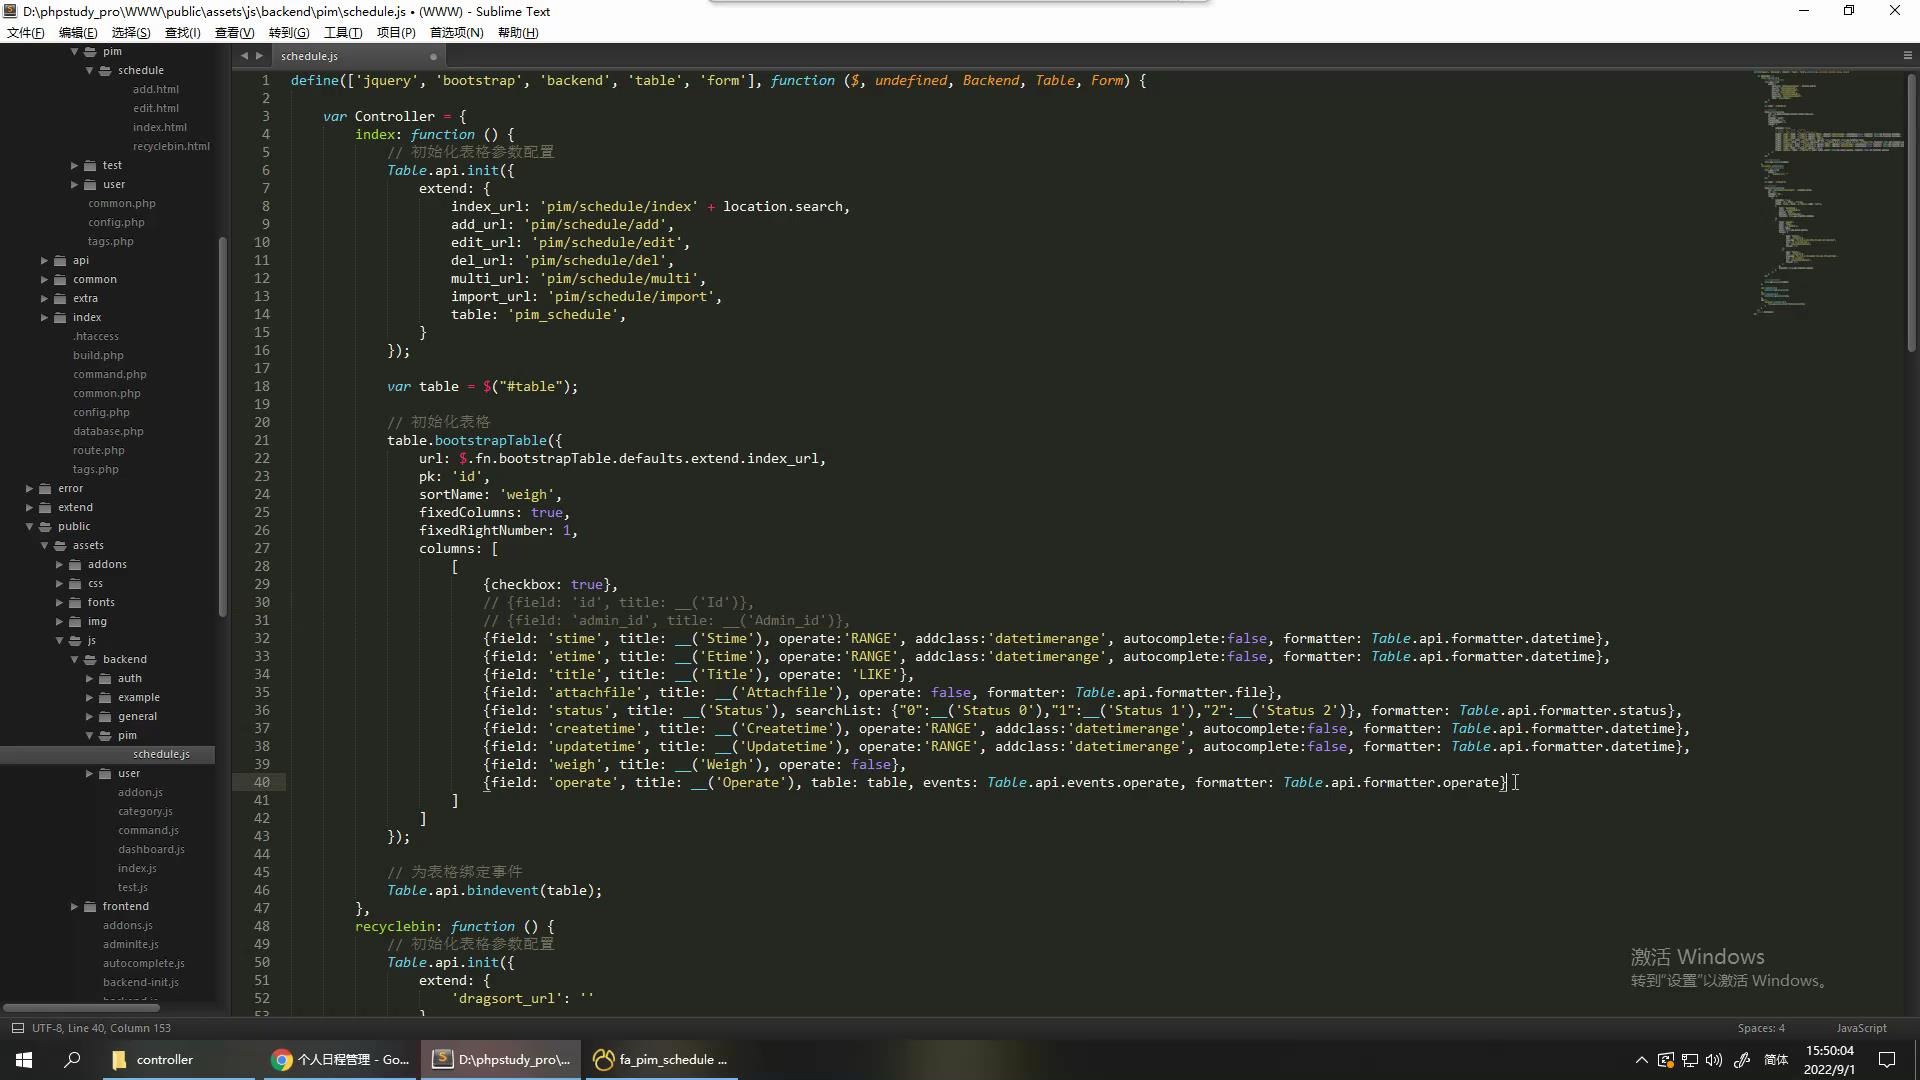 D:\phpstudy_pro\WWW\public\assets\js\backend\pim\schedule.js • (WWW) - Sublime Text
文件(F) 编辑(E) 选择(S) 查找(I) 查看(V) 转到(G) 工具(T) 项目(P) 首选项(N) 帮助(H)
pim
schedule
add.html
edit.html
index.html
recyclebin.html
test
user
common.php
config.php
tags.php
api
common
extra
index
.htaccess
build.php
command.php
common.php
config.php
database.php
route.php
tags.php
error
extend
public
assets
addons
css
fonts
img
js
backend
auth
example
general
pim
schedule.js
user
addon.js
category.js
command.js
dashboard.js
index.js
test.js
frontend
addons.js
adminlte.js
autocomplete.js
backend-init.js
schedule.js
1 define(['jquery', 'bootstrap', 'backend', 'table', 'form'], function ($, undefined, Backend, Table, Form) {
2
3 var Controller = {
4 index: function () {
5 // 初始化表格参数配置
6 Table.api.init({
7 extend: {
8 index_url: 'pim/schedule/index' + location.search,
9 add_url: 'pim/schedule/add',
10 edit_url: 'pim/schedule/edit',
11 del_url: 'pim/schedule/del',
12 multi_url: 'pim/schedule/multi',
13 import_url: 'pim/schedule/import',
14 table: 'pim_schedule',
15 }
16 });
17
18 var table = $("#table");
19
20 // 初始化表格
21 table.bootstrapTable({
22 url: $.fn.bootstrapTable.defaults.extend.index_url,
23 pk: 'id',
24 sortName: 'weigh',
25 fixedColumns: true,
26 fixedRightNumber: 1,
27 columns: [
28 [
29 {checkbox: true},
30 // {field: 'id', title: __('Id')},
31 // {field: 'admin_id', title: __('Admin_id')},
32 {field: 'stime', title: __('Stime'), operate:'RANGE', addclass:'datetimerange', autocomplete:false, formatter: Table.api.formatter.datetime},
33 {field: 'etime', title: __('Etime'), operate:'RANGE', addclass:'datetimerange', autocomplete:false, formatter: Table.api.formatter.datetime},
34 {field: 'title', title: __('Title'), operate: 'LIKE'},
35 {field: 'attachfile', title: __('Attachfile'), operate: false, formatter: Table.api.formatter.file},
36 {field: 'status', title: __('Status'), searchList: {"0":__('Status 0'),"1":__('Status 1'),"2":__('Status 2')}, formatter: Table.api.formatter.status},
37 {field: 'createtime', title: __('Createtime'), operate:'RANGE', addclass:'datetimerange', autocomplete:false, formatter: Table.api.formatter.datetime},
38 {field: 'updatetime', title: __('Updatetime'), operate:'RANGE', addclass:'datetimerange', autocomplete:false, formatter: Table.api.formatter.datetime},
39 {field: 'weigh', title: __('Weigh'), operate: false},
40 {field: 'operate', title: __('Operate'), table: table, events: Table.api.events.operate, formatter: Table.api.formatter.operate}
41 ]
42 ]
43 });
44
45 // 为表格绑定事件
46 Table.api.bindevent(table);
47 },
48 recyclebin: function () {
49 // 初始化表格参数配置
50 Table.api.init({
51 extend: {
52 'dragsort_url': ''
激活 Windows
转到“设置”以激活 Windows。
UTF-8, Line 40, Column 153
Spaces: 4
JavaScript
controller
个人日程管理 - Go...
D:\phpstudy_pro\...
fa_pim_schedule ...
简体
15:50:04
2022/9/1